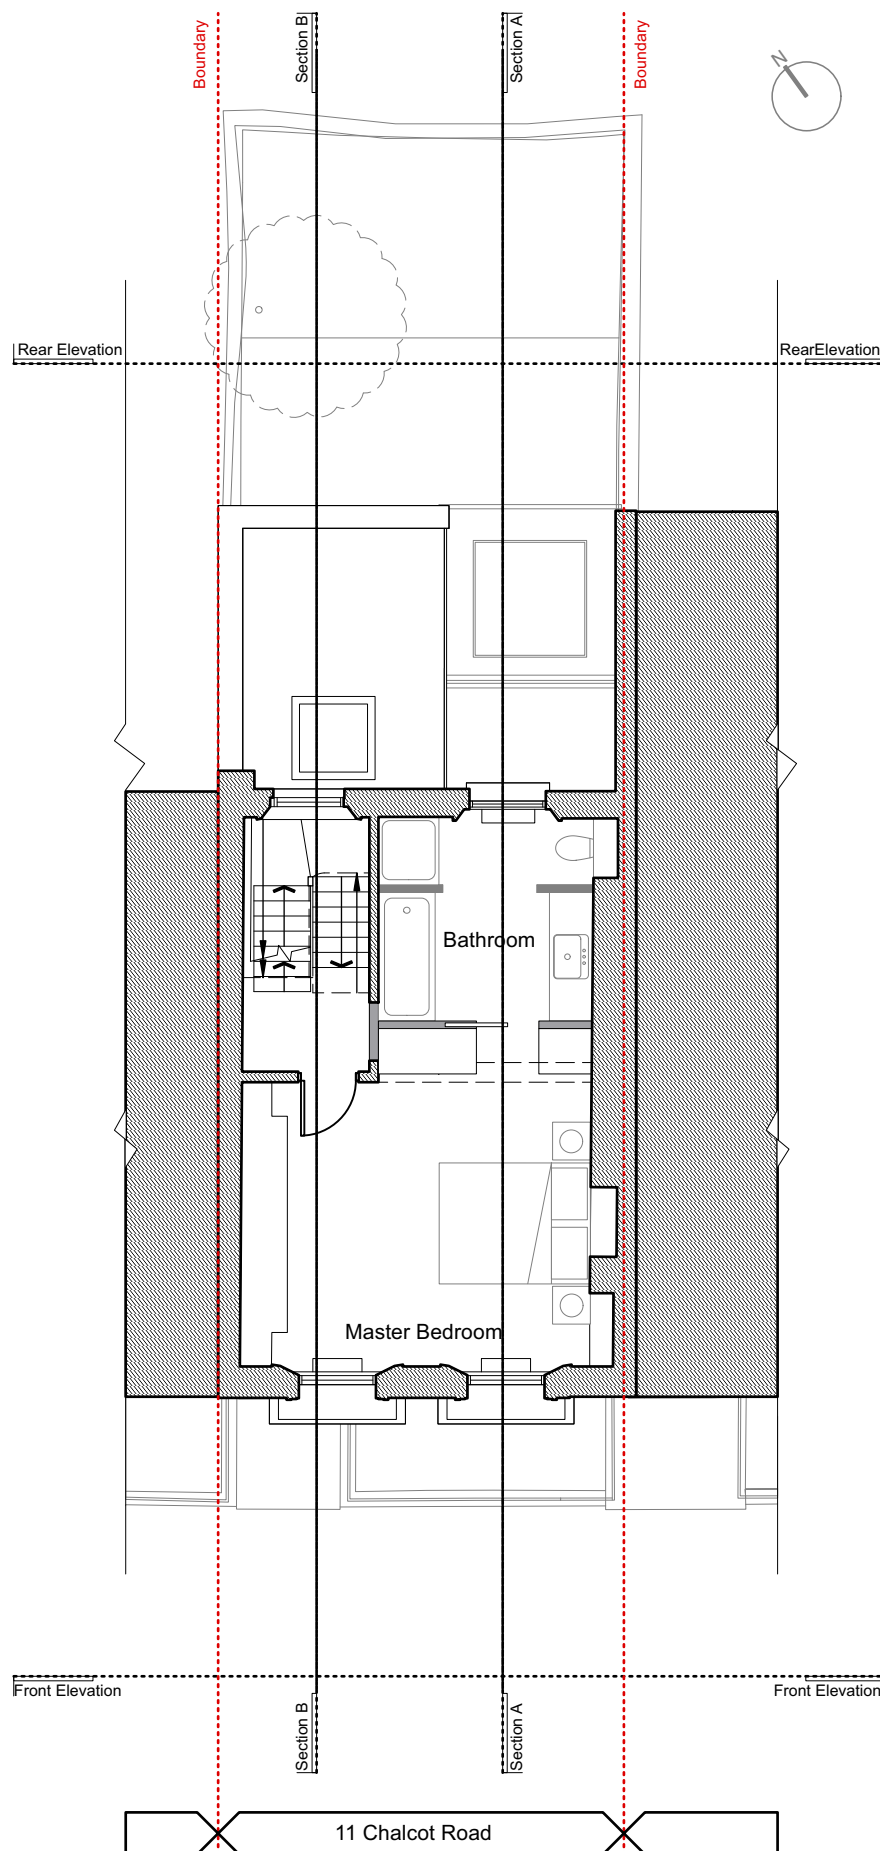 Boundary
Section B
Section A
Boundary
N
Rear Elevation
RearElevation
Bathroom
Master Bedroom
Front Elevation
Front Elevation
Section B
Section A
11 Chalcot Road